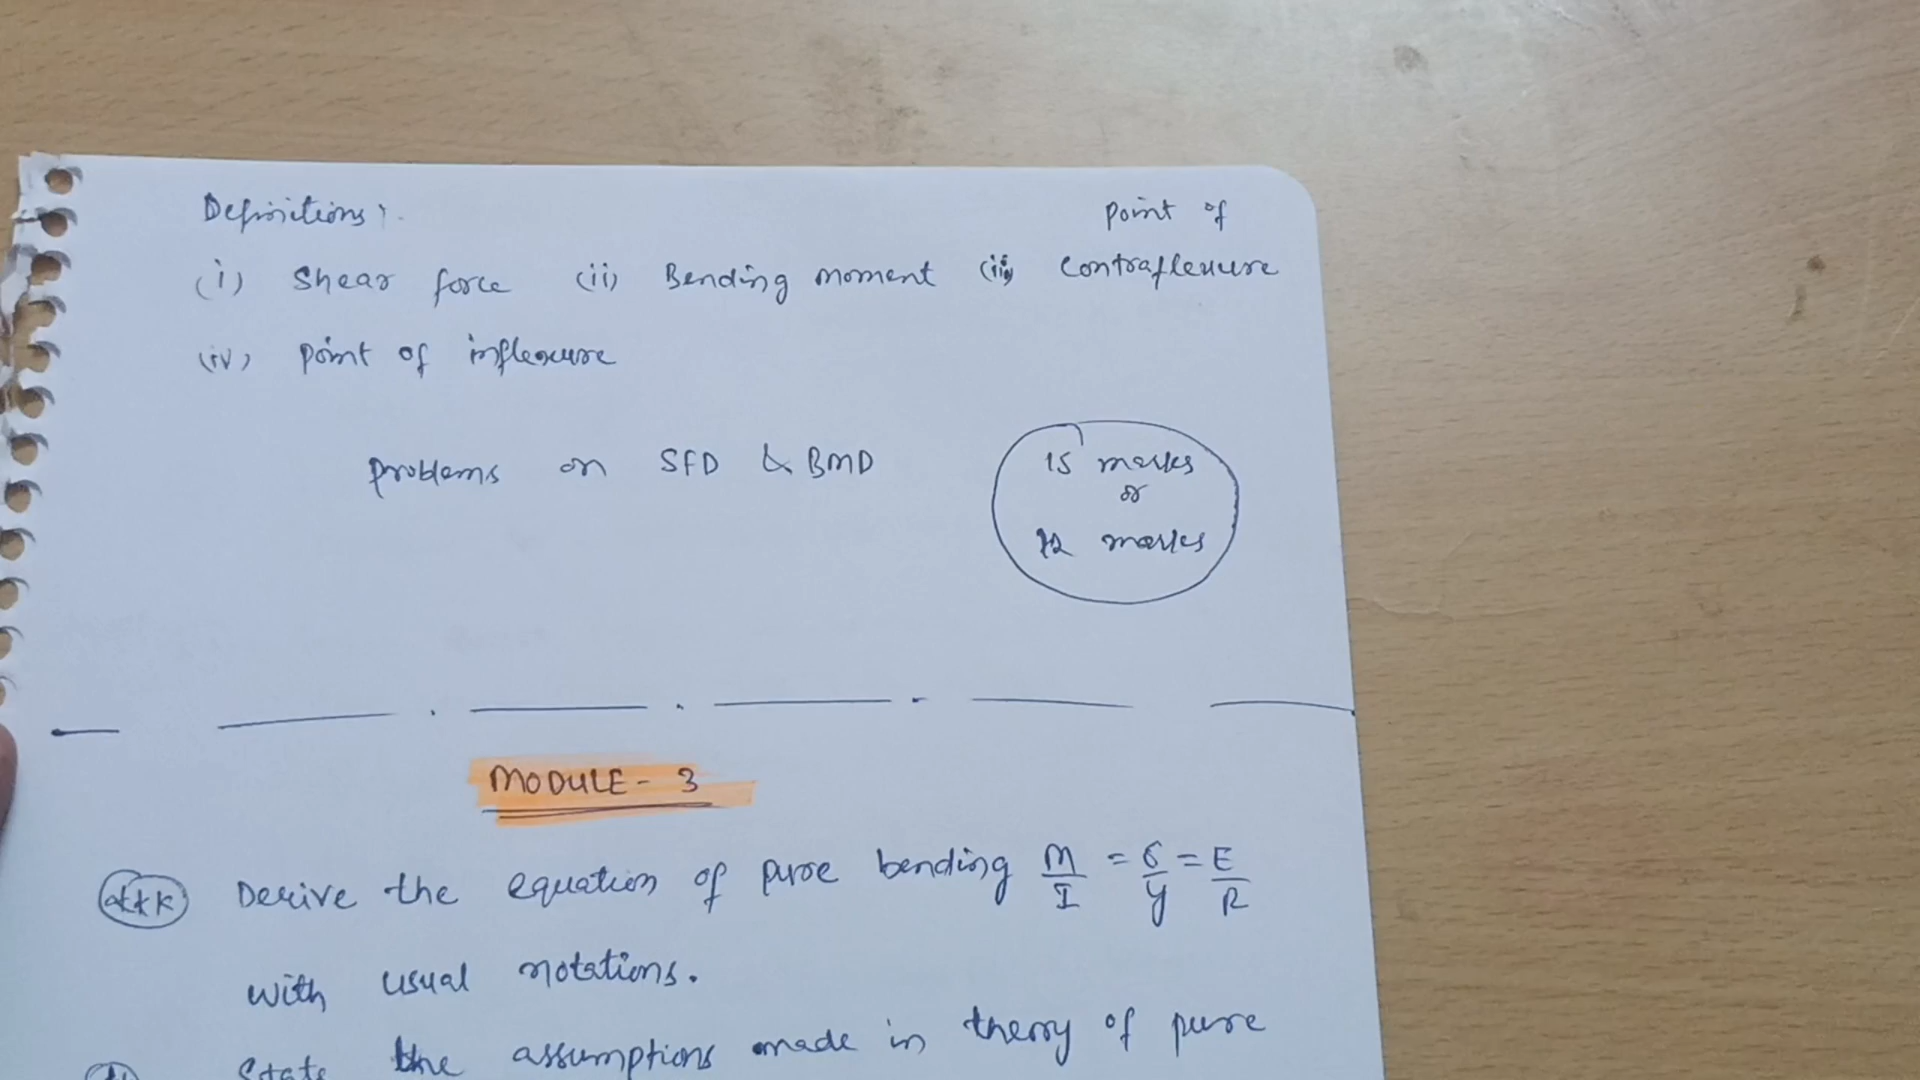 Definitions :.
(i) Shear force (ii) Bending moment (iii) point of contraflexure
(iv) point of inflexure
problems on SFD & BMD
15 marks
or
12 marks
MODULE - 3
Derive the equation of pure bending M/I = σ/y = E/R
with usual notations.
State the assumptions made in theory of pure